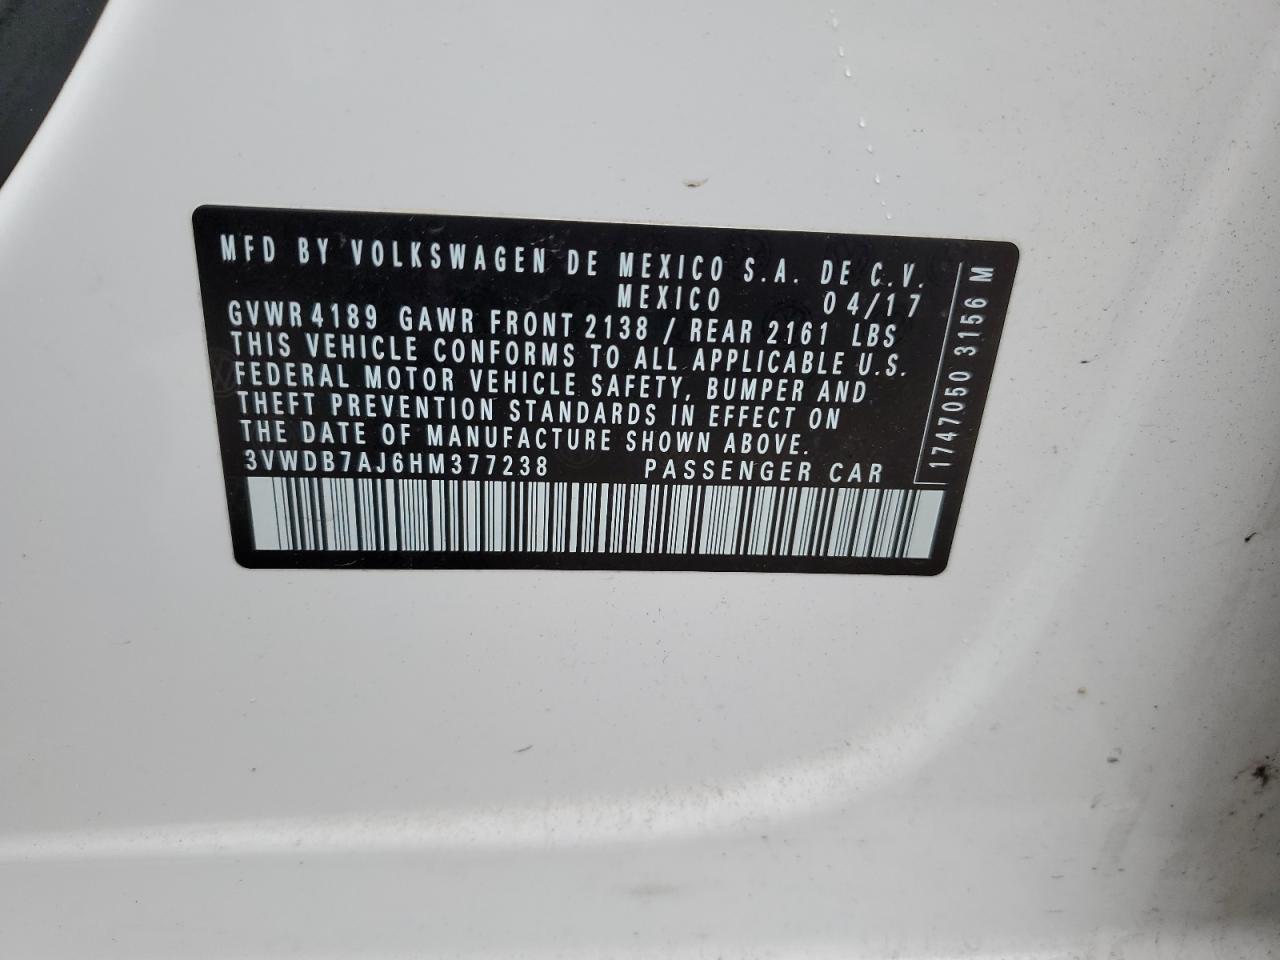 MFD BY VOLKSWAGEN DE MEXICO S.A. DE C.V.
MEXICO 04/17
GVWR 4189 GAWR FRONT 2138 / REAR 2161 LBS
THIS VEHICLE CONFORMS TO ALL APPLICABLE U.S.
FEDERAL MOTOR VEHICLE SAFETY, BUMPER AND
THEFT PREVENTION STANDARDS IN EFFECT ON
THE DATE OF MANUFACTURE SHOWN ABOVE.
3VWDB7AJ6HM377238 PASSENGER CAR
1747050 3156 M